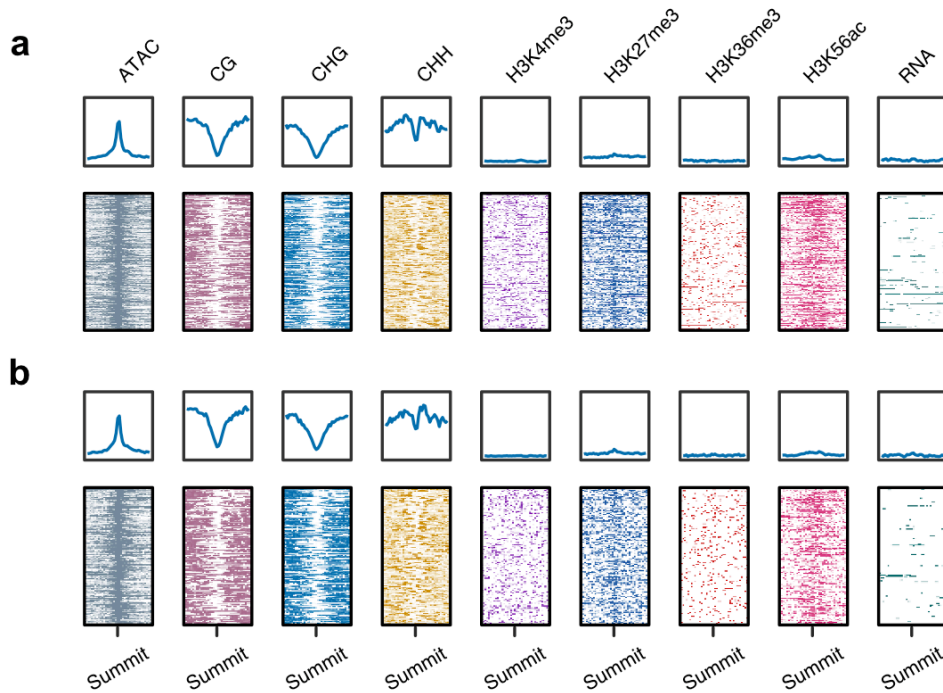 a
ATAC CG CHG CHH H3K4me3 H3K27me3 H3K36me3 H3K56ac RNA
b
Summit Summit Summit Summit Summit Summit Summit Summit Summit